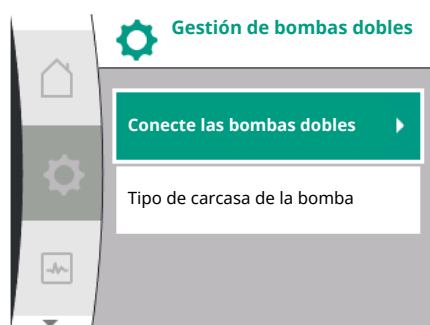 Gestión de bombas dobles
Conecte las bombas dobles
Tipo de carcasa de la bomba